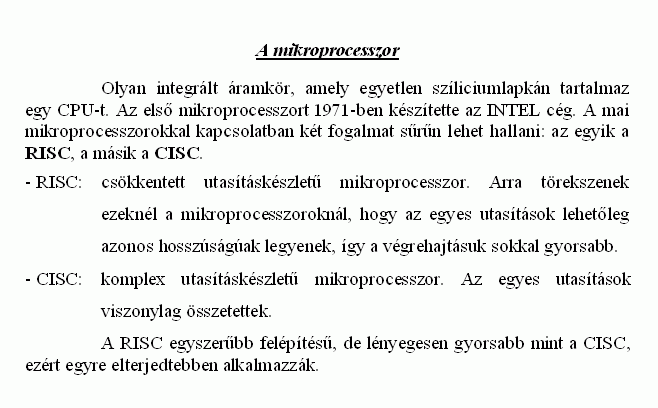 A mikroprocesszor
Olyan integrált áramkör, amely egyetlen szíliciumlapkán tartalmaz
egy CPU-t. Az első mikroprocesszort 1971-ben készítette az INTEL cég. A mai
mikroprocesszorokkal kapcsolatban két fogalmat sűrűn lehet hallani: az egyik a
RISC, a másik a CISC.
- RISC: csökkentett utasításkészletű mikroprocesszor. Arra törekszenek
ezeknél a mikroprocesszoroknál, hogy az egyes utasítások lehetőleg
azonos hosszúságúak legyenek, így a végrehajtásuk sokkal gyorsabb.
- CISC: komplex utasításkészletű mikroprocesszor. Az egyes utasítások
viszonylag összetettek.
A RISC egyszerűbb felépítésű, de lényegesen gyorsabb mint a CISC,
ezért egyre elterjedtebben alkalmazzák.